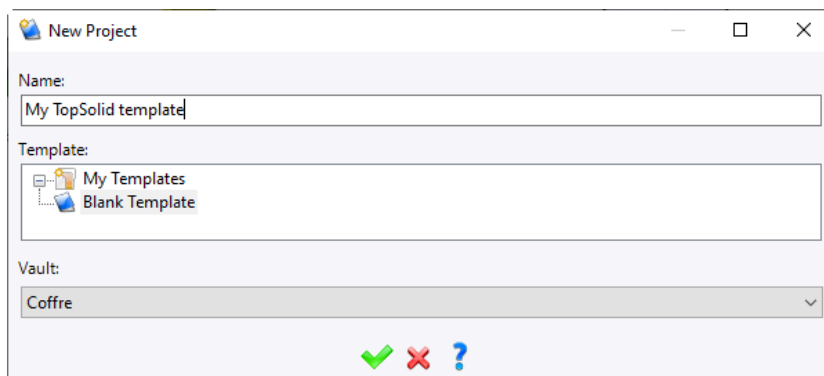 New Project
Name:
My TopSolid template
Template:
My Templates
Blank Template
Vault:
Coffre